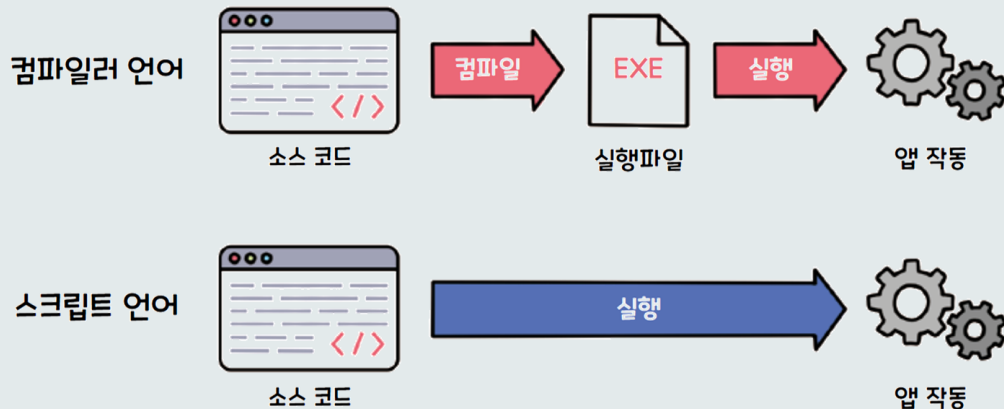 컴파일러 언어
</>
컴파일
EXE
실행
소스 코드
실행파일
앱 작동
스크립트 언어
</>
실행
소스 코드
앱 작동